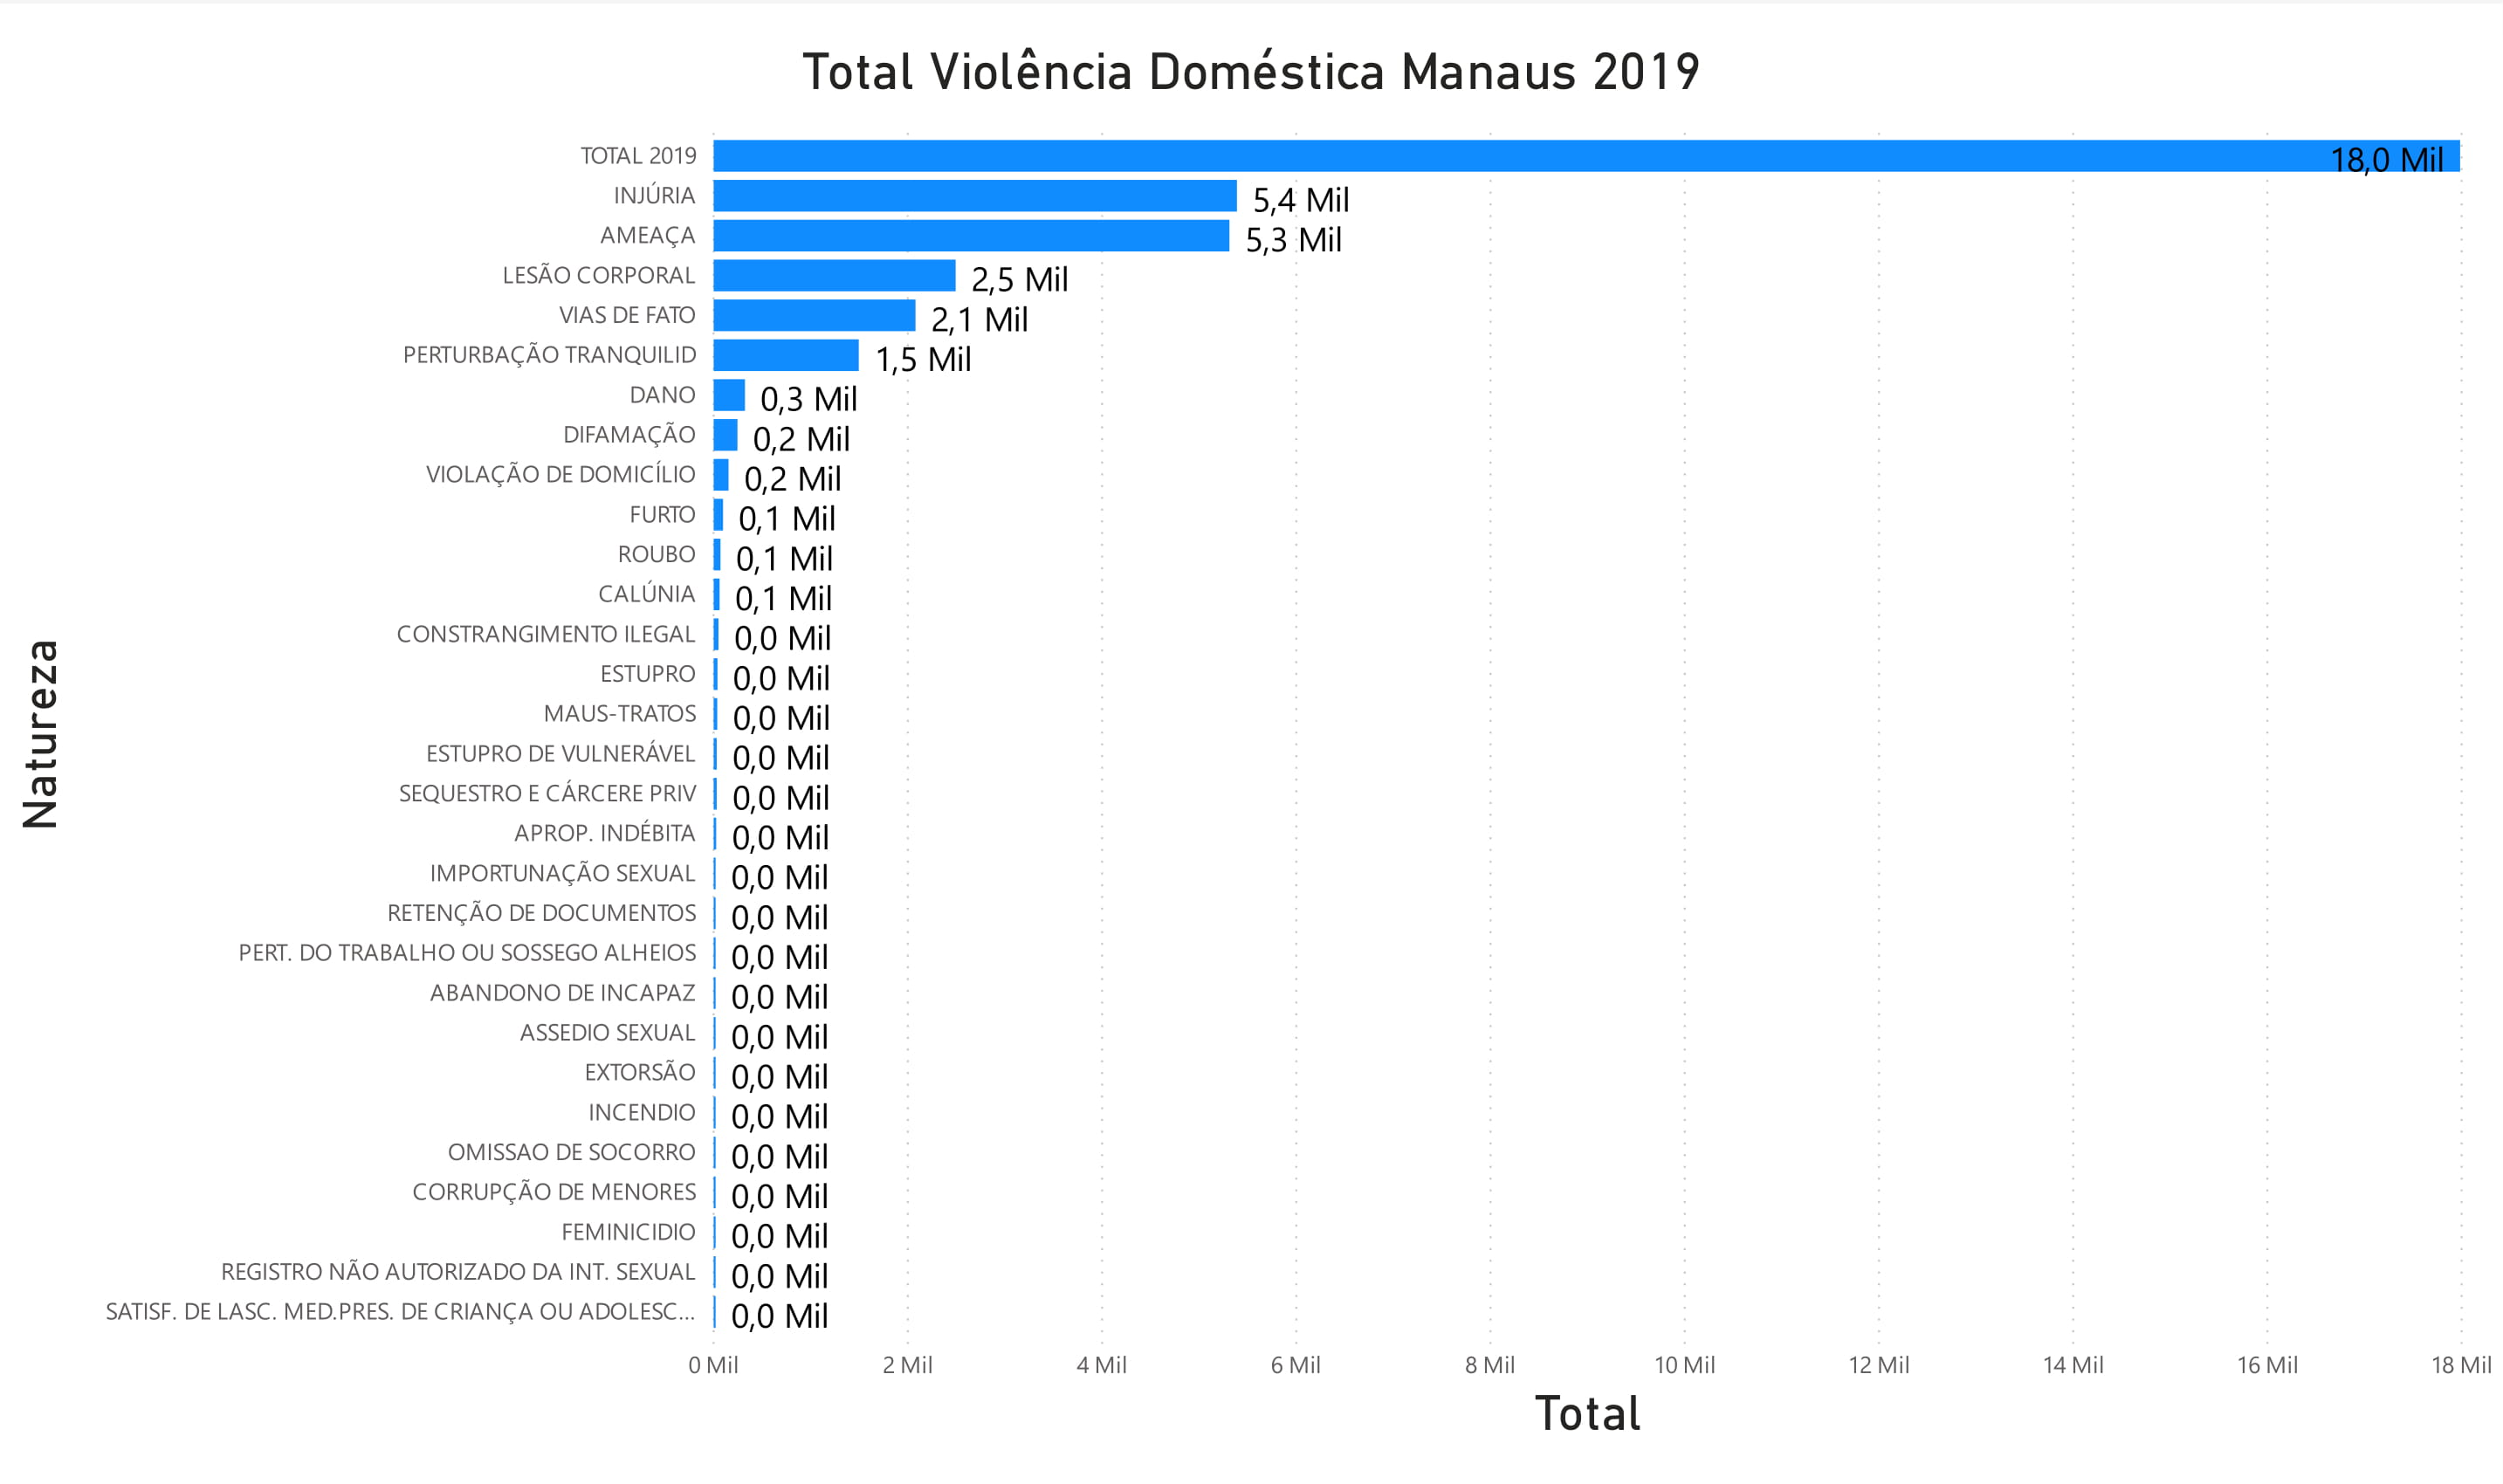 Total Violência Doméstica Manaus 2019
TOTAL 2019 18,0 Mil
INJÚRIA 5,4 Mil
AMEAÇA 5,3 Mil
LESÃO CORPORAL 2,5 Mil
VIAS DE FATO 2,1 Mil
PERTURBAÇÃO TRANQUILID 1,5 Mil
DANO 0,3 Mil
DIFAMAÇÃO 0,2 Mil
VIOLAÇÃO DE DOMICÍLIO 0,2 Mil
FURTO 0,1 Mil
ROUBO 0,1 Mil
CALÚNIA 0,1 Mil
CONSTRANGIMENTO ILEGAL 0,0 Mil
ESTUPRO 0,0 Mil
MAUS-TRATOS 0,0 Mil
ESTUPRO DE VULNERÁVEL 0,0 Mil
SEQUESTRO E CÁRCERE PRIV 0,0 Mil
APROP. INDÉBITA 0,0 Mil
IMPORTUNAÇÃO SEXUAL 0,0 Mil
RETENÇÃO DE DOCUMENTOS 0,0 Mil
PERT. DO TRABALHO OU SOSSEGO ALHEIOS 0,0 Mil
ABANDONO DE INCAPAZ 0,0 Mil
ASSEDIO SEXUAL 0,0 Mil
EXTORSÃO 0,0 Mil
INCENDIO 0,0 Mil
OMISSAO DE SOCORRO 0,0 Mil
CORRUPÇÃO DE MENORES 0,0 Mil
FEMINICIDIO 0,0 Mil
REGISTRO NÃO AUTORIZADO DA INT. SEXUAL 0,0 Mil
SATISF. DE LASC. MED.PRES. DE CRIANÇA OU ADOLESC... 0,0 Mil
Natureza
0 Mil 2 Mil 4 Mil 6 Mil 8 Mil 10 Mil 12 Mil 14 Mil 16 Mil 18 Mil
Total